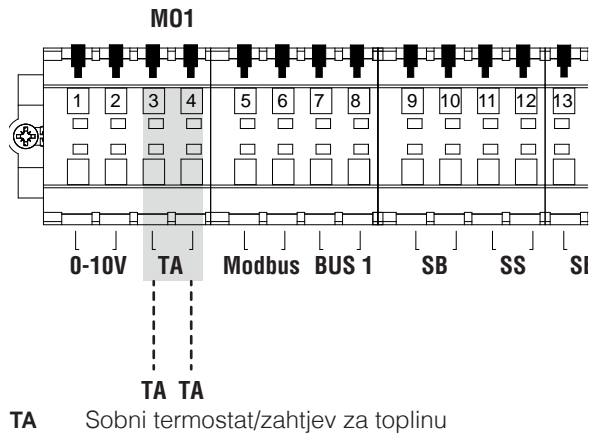 M01
1 2 3 4 5 6 7 8 9 10 11 12 13
0-10V TA Modbus BUS 1 SB SS
TA TA
TA Sobni termostat/zahtjev za toplinu